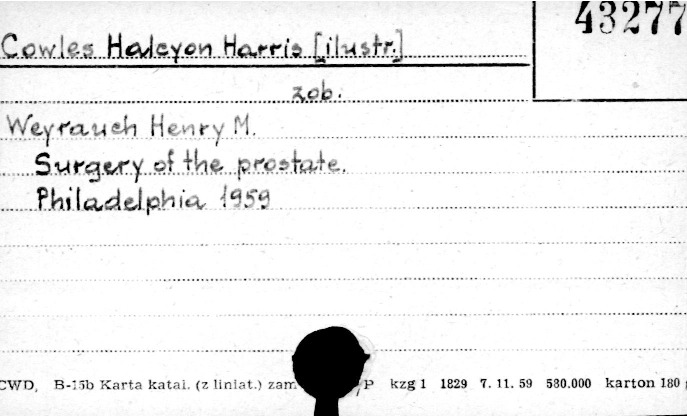 43277
Cowles Halcyon Harris [ilustr.]
zob.
Weyrauch Henry M.
Surgery of the prostate.
Philadelphia 1959
CWD, B-15b Karta katal. (z liniat.) zam /P kzg 1 1829 7. 11. 59 580.000 karton 180